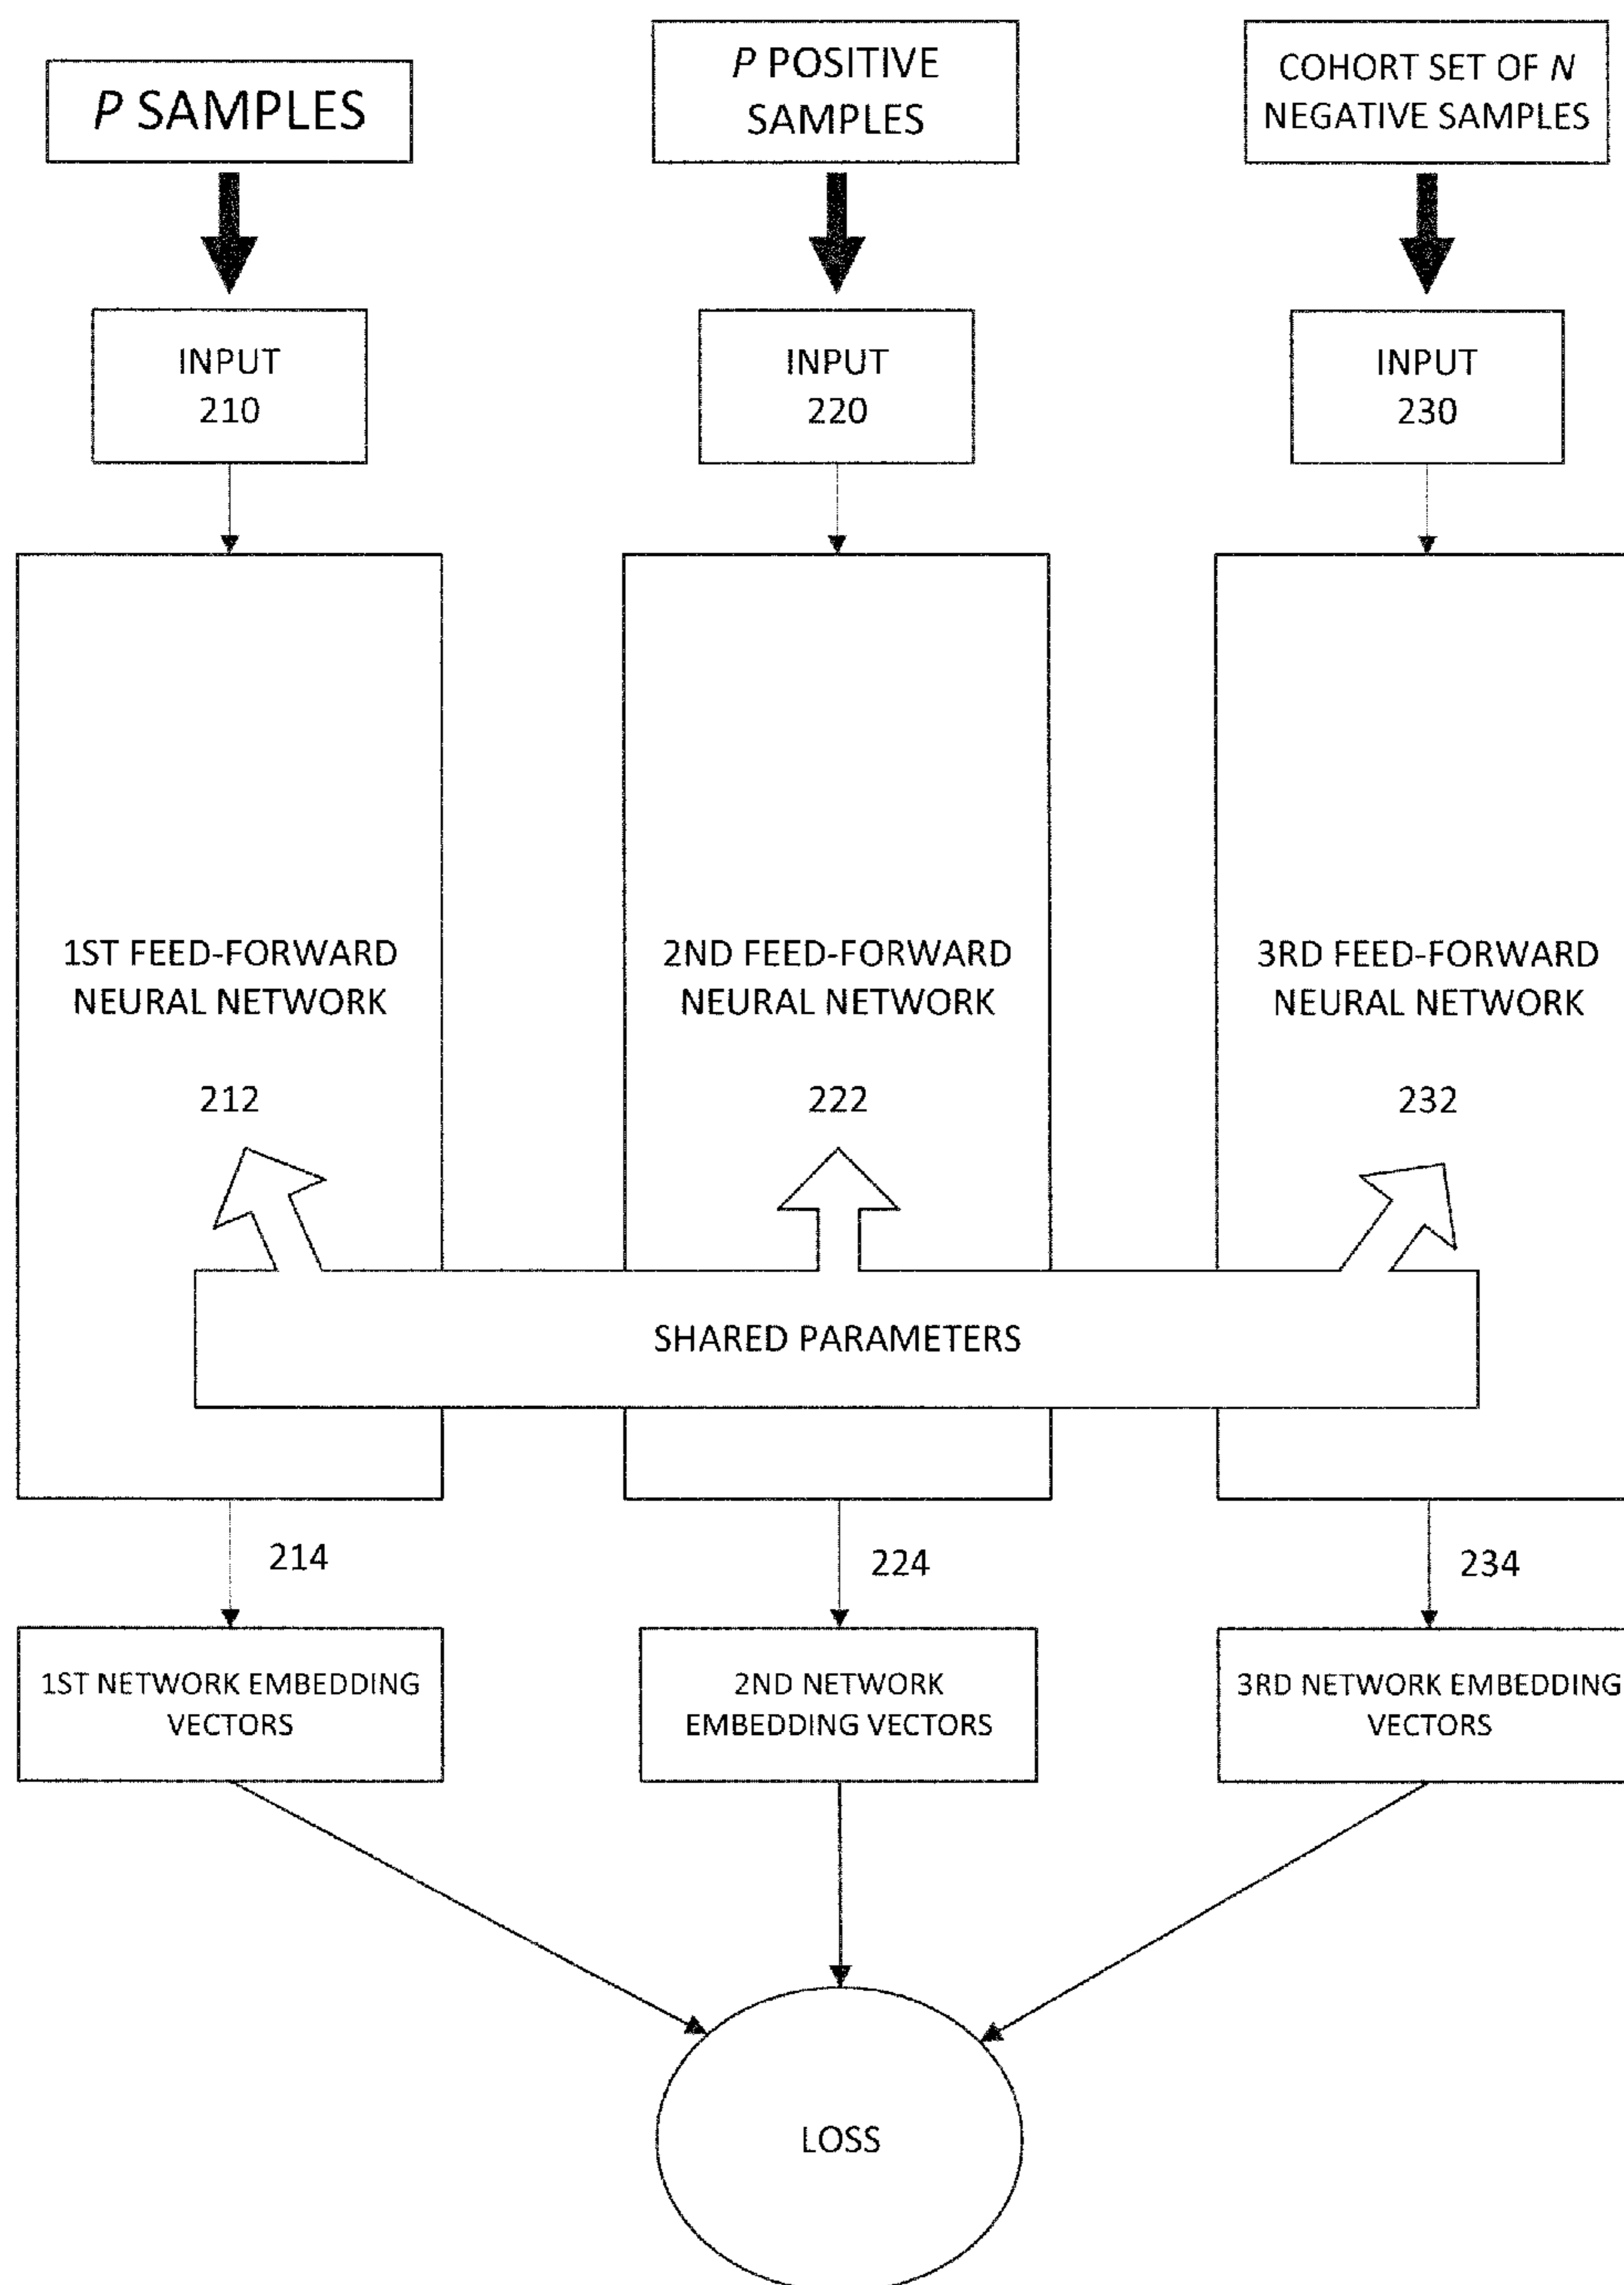 P SAMPLES
P POSITIVE
SAMPLES
COHORT SET OF N
NEGATIVE SAMPLES
INPUT
210
INPUT
220
INPUT
230
1ST FEED-FORWARD
NEURAL NETWORK
212
2ND FEED-FORWARD
NEURAL NETWORK
222
3RD FEED-FORWARD
NEURAL NETWORK
232
SHARED PARAMETERS
214
224
234
1ST NETWORK EMBEDDING
VECTORS
2ND NETWORK
EMBEDDING VECTORS
3RD NETWORK EMBEDDING
VECTORS
LOSS